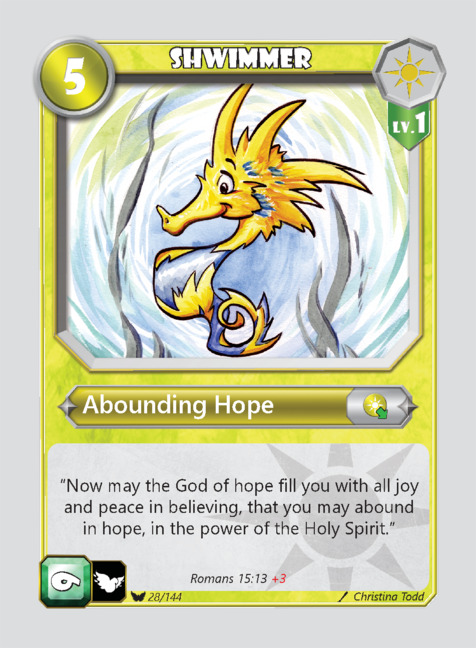 SHWIMMER
5
LV.1
Abounding Hope
“Now may the God of hope fill you with all joy
and peace in believing, that you may abound
in hope, in the power of the Holy Spirit.”
Romans 15:13 +3
6
28/144
Christina Todd